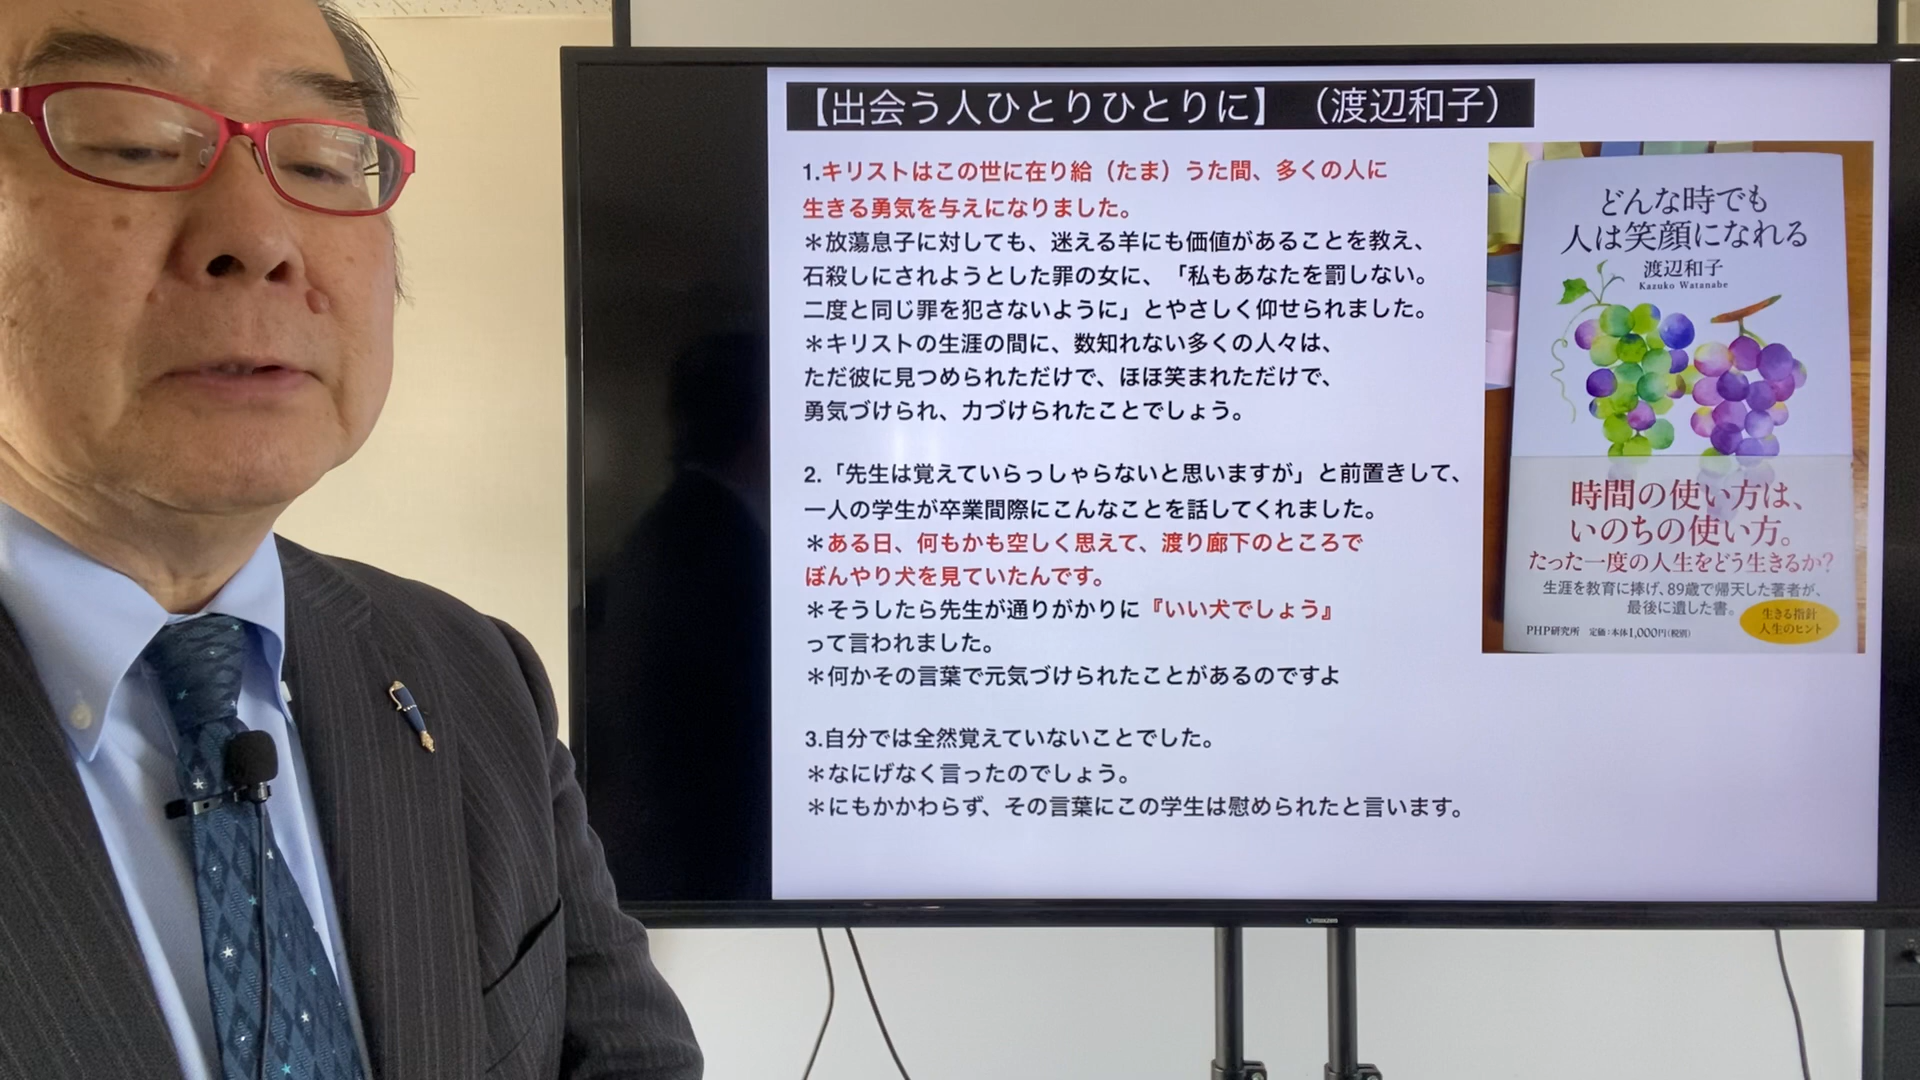 【出会う人ひとりひとりに】（渡辺和子）
1.キリストはこの世に在り給（たま）うた間、多くの人に
生きる勇気を与えになりました。
＊放蕩息子に対しても、迷える羊にも価値があることを教え、
石殺しにされようとした罪の女に、「私もあなたを罰しない。
二度と同じ罪を犯さないように」とやさしく仰せられました。
＊キリストの生涯の間に、数知れない多くの人々は、
ただ彼に見つめられただけで、ほほ笑まれただけで、
勇気づけられ、力づけられたことでしょう。
2.「先生は覚えていらっしゃらないと思いますが」と前置きして、
一人の学生が卒業間際にこんなことを話してくれました。
＊ある日、何もかも空しく思えて、渡り廊下のところで
ぼんやり犬を見ていたんです。
＊そうしたら先生が通りがかりに『いい犬でしょう』
って言われました。
＊何かその言葉で元気づけられたことがあるのですよ
3.自分では全然覚えていないことでした。
＊なにげなく言ったのでしょう。
＊にもかかわらず、その言葉にこの学生は慰められたと言います。
どんな時でも
人は笑顔になれる
渡辺和子
Kazuko Watanabe
時間の使い方は、
いのちの使い方。
たった一度の人生をどう生きるか?
生涯を教育に捧げ、89歳で帰天した著者が、
最後に遺した書。
生きる指針
人生のヒント
PHP研究所 定価:本体1,000円(税別)